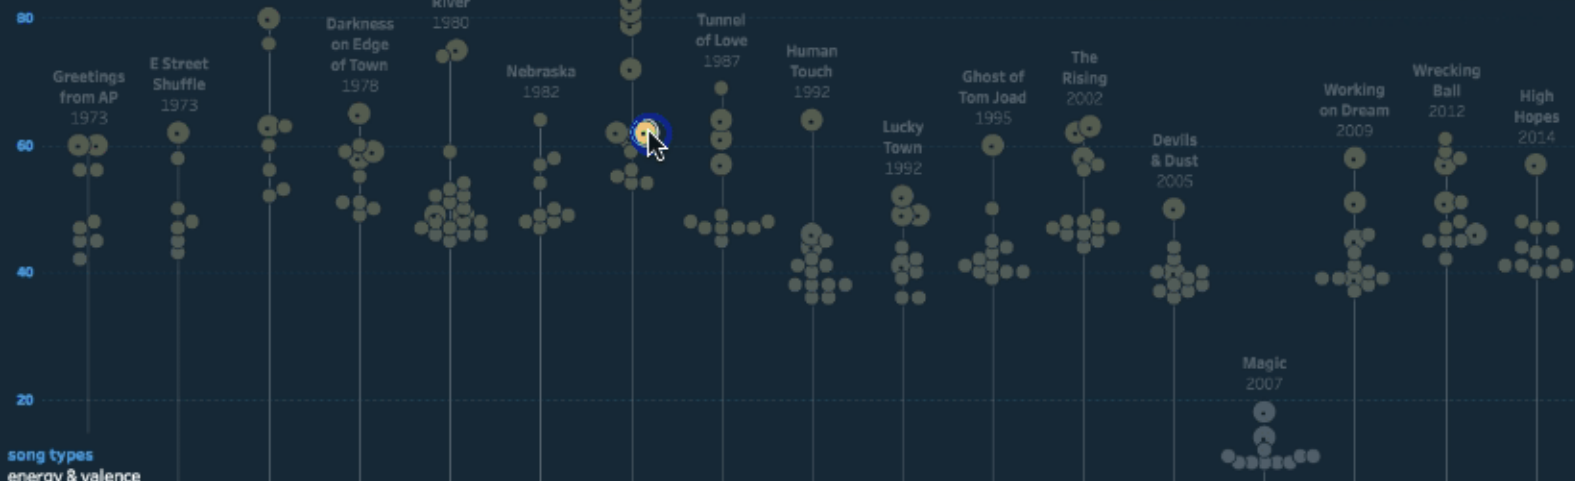 80
River
1980
Darkness
on Edge
of Town
1978
Tunnel
of Love
1987
Human
Touch
1992
The
Rising
2002
Greetings
from AP
1973
E Street
Shuffle
1973
Nebraska
1982
Ghost of
Tom Joad
1995
Working
on Dream
2009
Wrecking
Ball
2012
High
Hopes
2014
Lucky
Town
1992
Devils
& Dust
2005
60
40
Magic
2007
20
song types
energy & valence